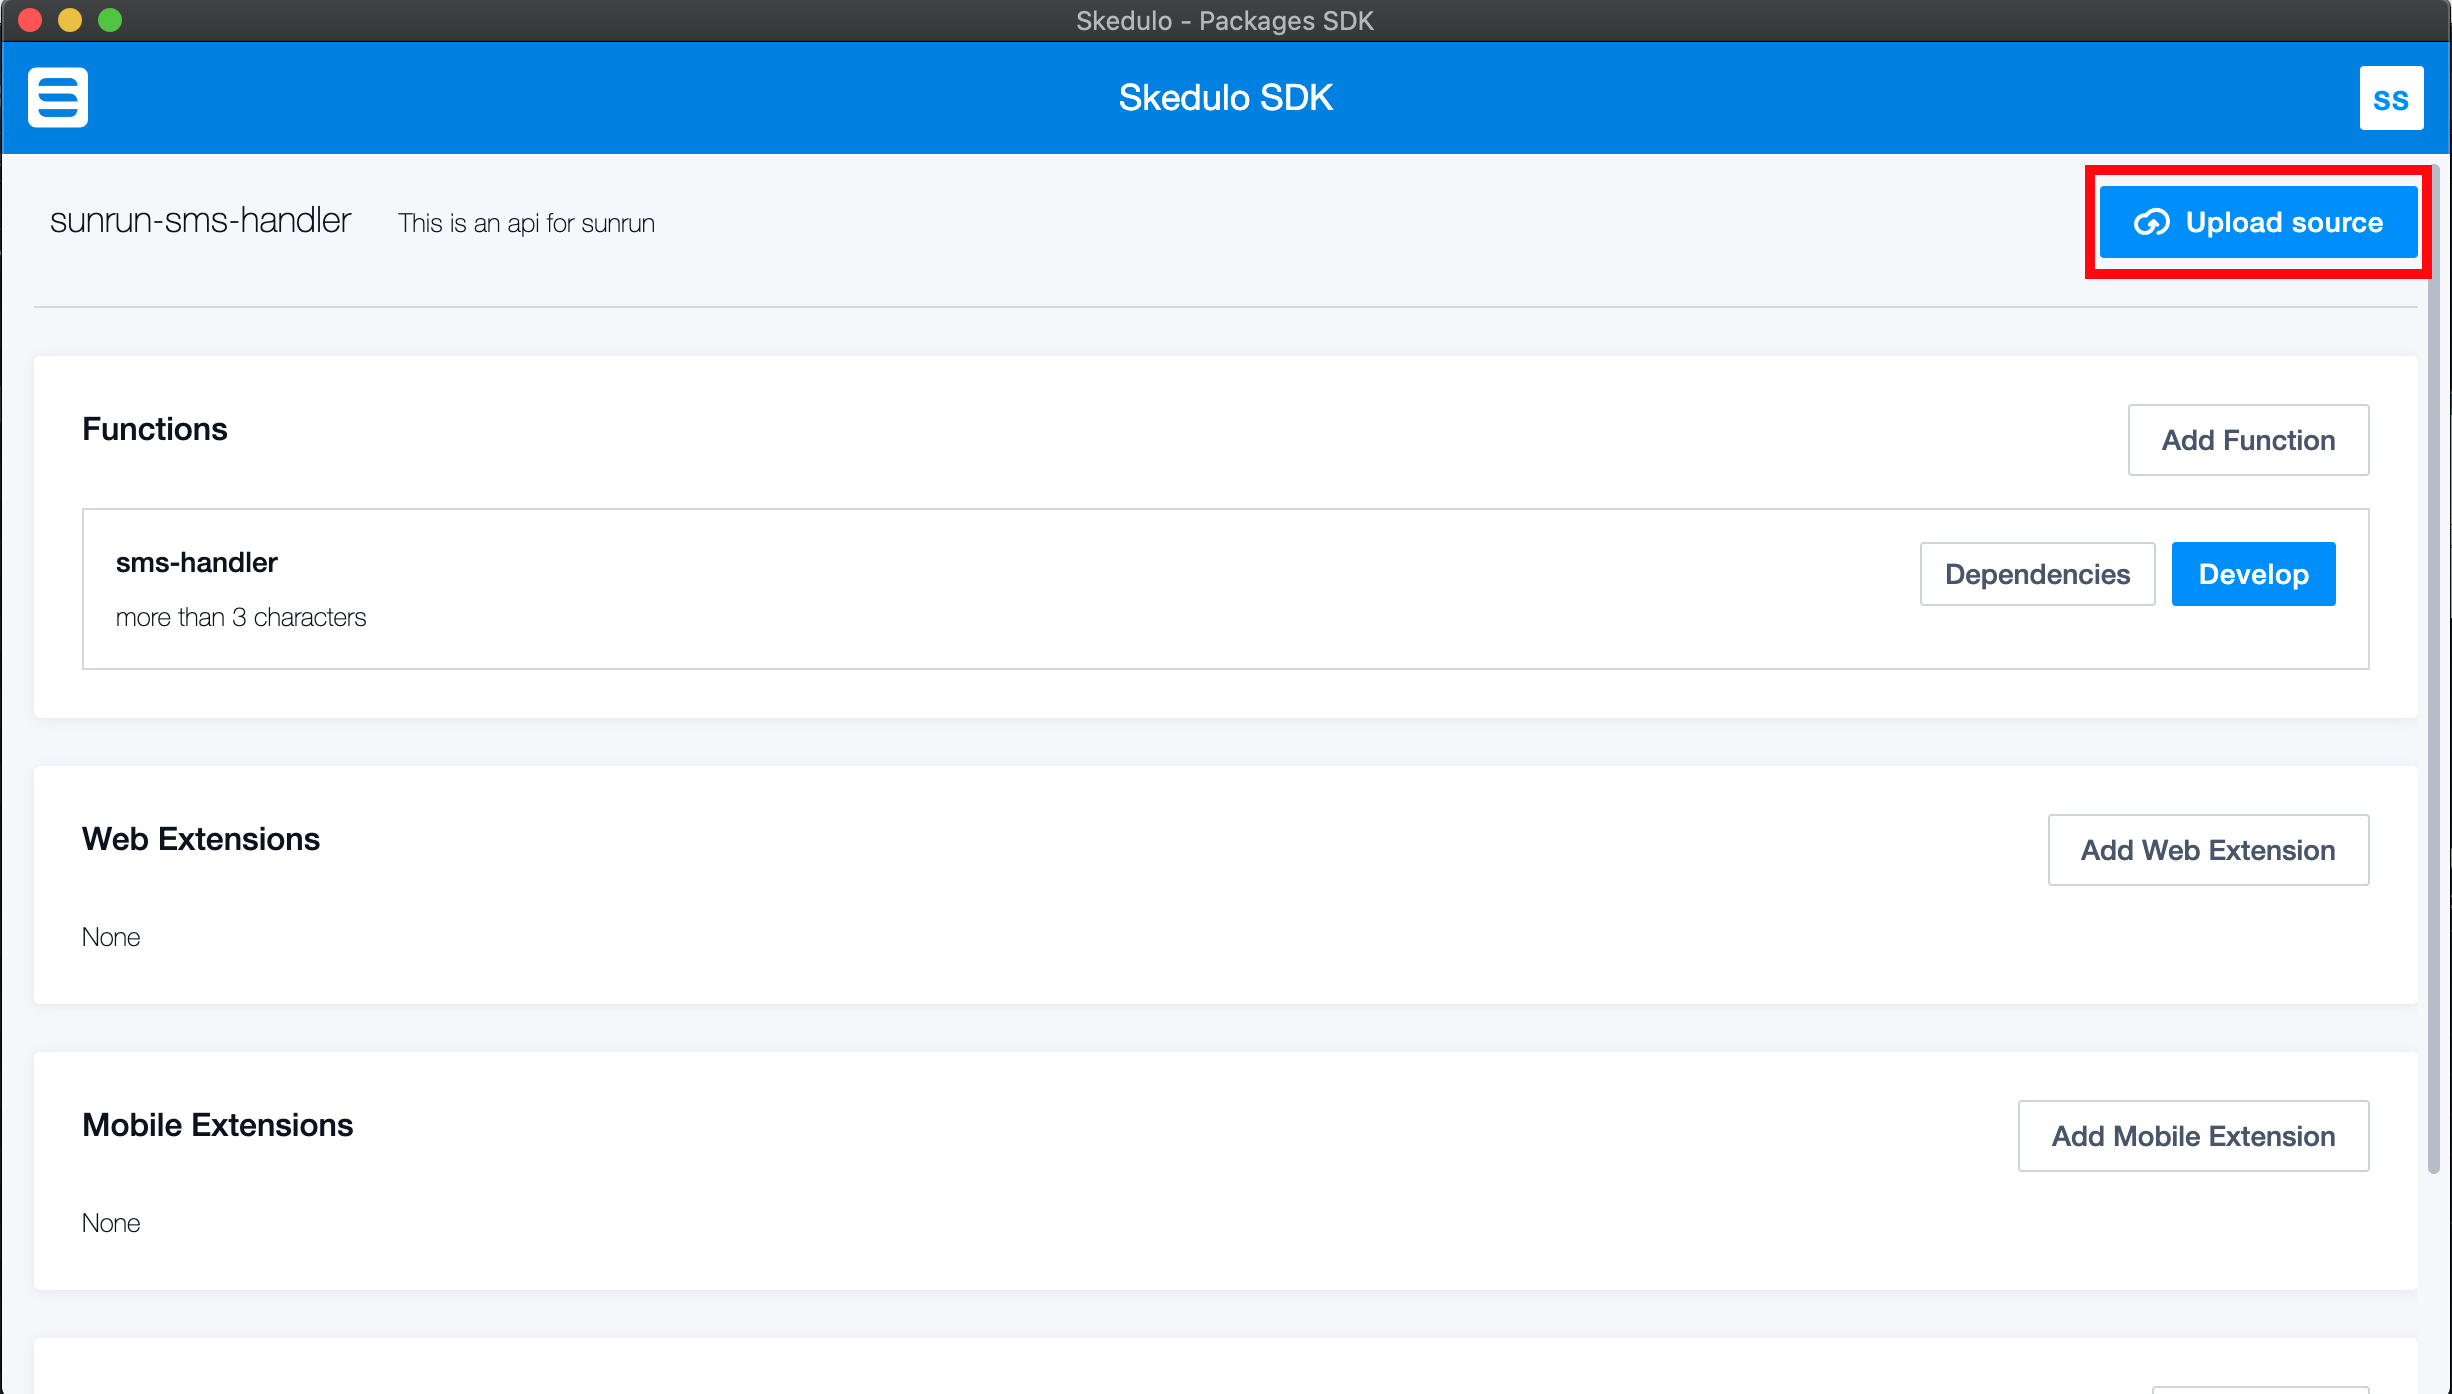 Skedulo - Packages SDK
Skedulo SDK
SS
sunrun-sms-handler This is an api for sunrun
Upload source
Functions
Add Function
sms-handler
more than 3 characters
Dependencies
Develop
Web Extensions
Add Web Extension
None
Mobile Extensions
Add Mobile Extension
None